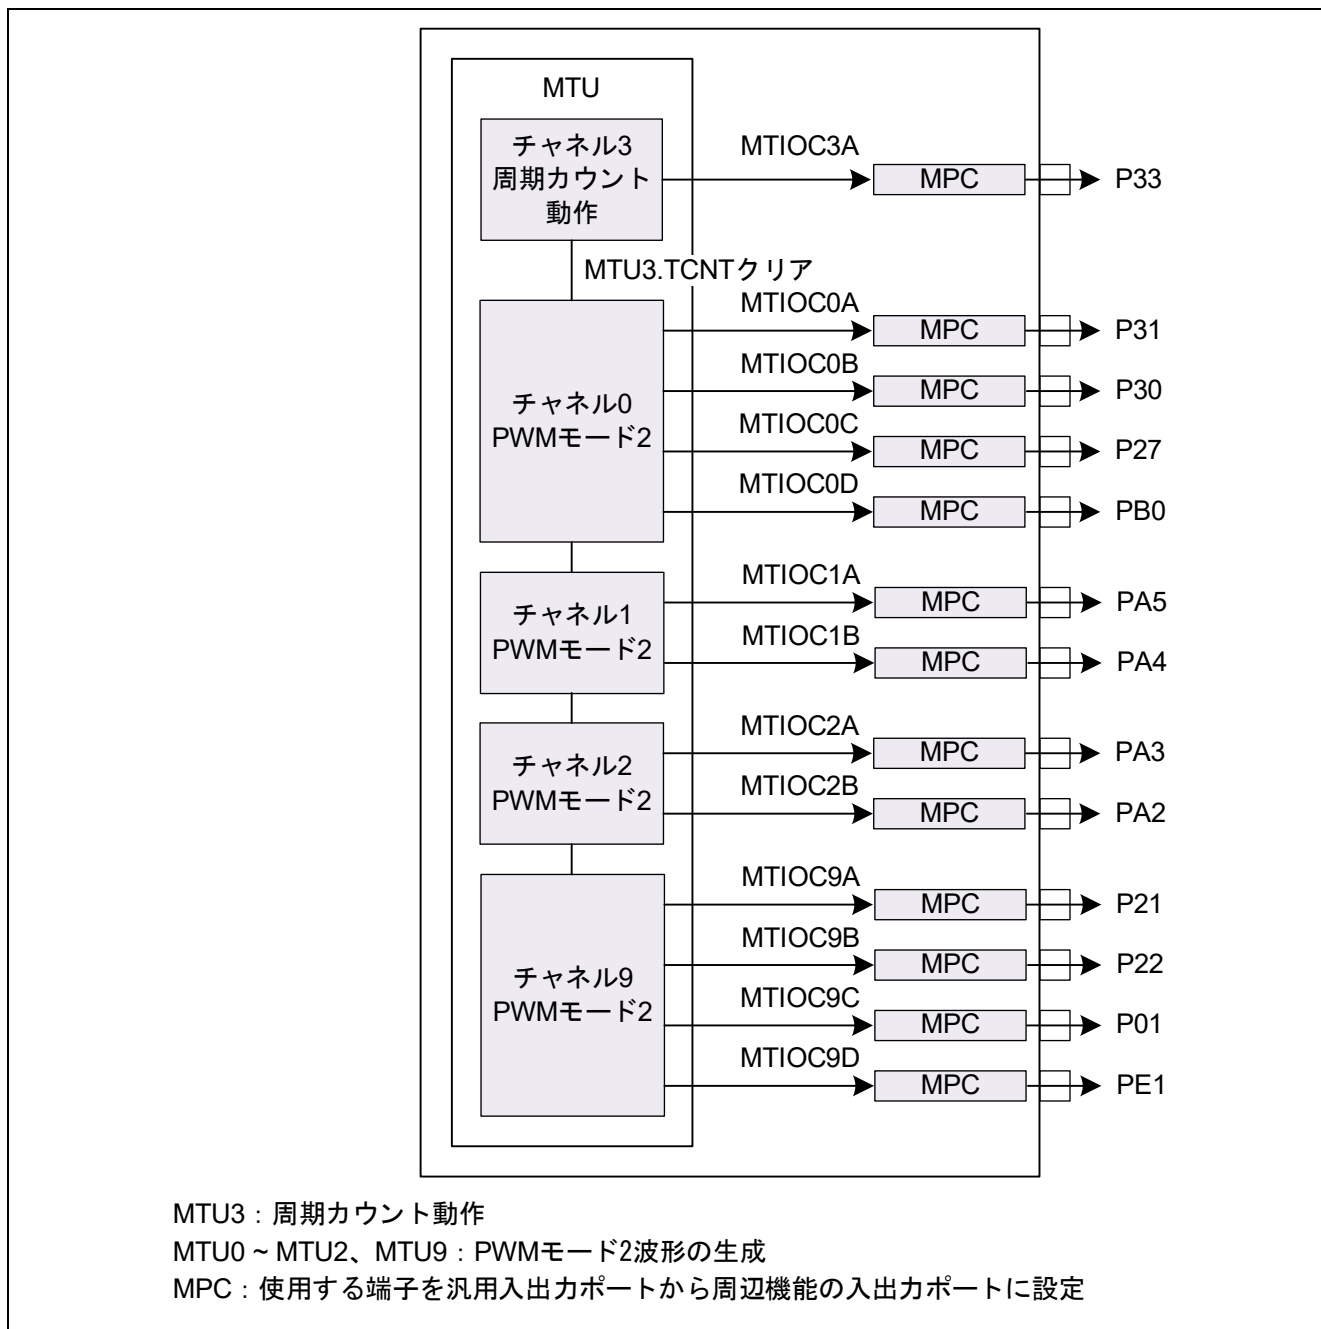 MTU
チャネル3
周期カウント
動作
MTIOC3A
MPC
P33
MTU3.TCNTクリア
チャネル0
PWMモード2
MTIOC0A
MPC
P31
MTIOC0B
MPC
P30
MTIOC0C
MPC
P27
MTIOC0D
MPC
PB0
チャネル1
PWMモード2
MTIOC1A
MPC
PA5
MTIOC1B
MPC
PA4
チャネル2
PWMモード2
MTIOC2A
MPC
PA3
MTIOC2B
MPC
PA2
チャネル9
PWMモード2
MTIOC9A
MPC
P21
MTIOC9B
MPC
P22
MTIOC9C
MPC
P01
MTIOC9D
MPC
PE1
MTU3：周期カウント動作
MTU0 ~ MTU2、MTU9：PWMモード2波形の生成
MPC：使用する端子を汎用入出力ポートから周辺機能の入出力ポートに設定